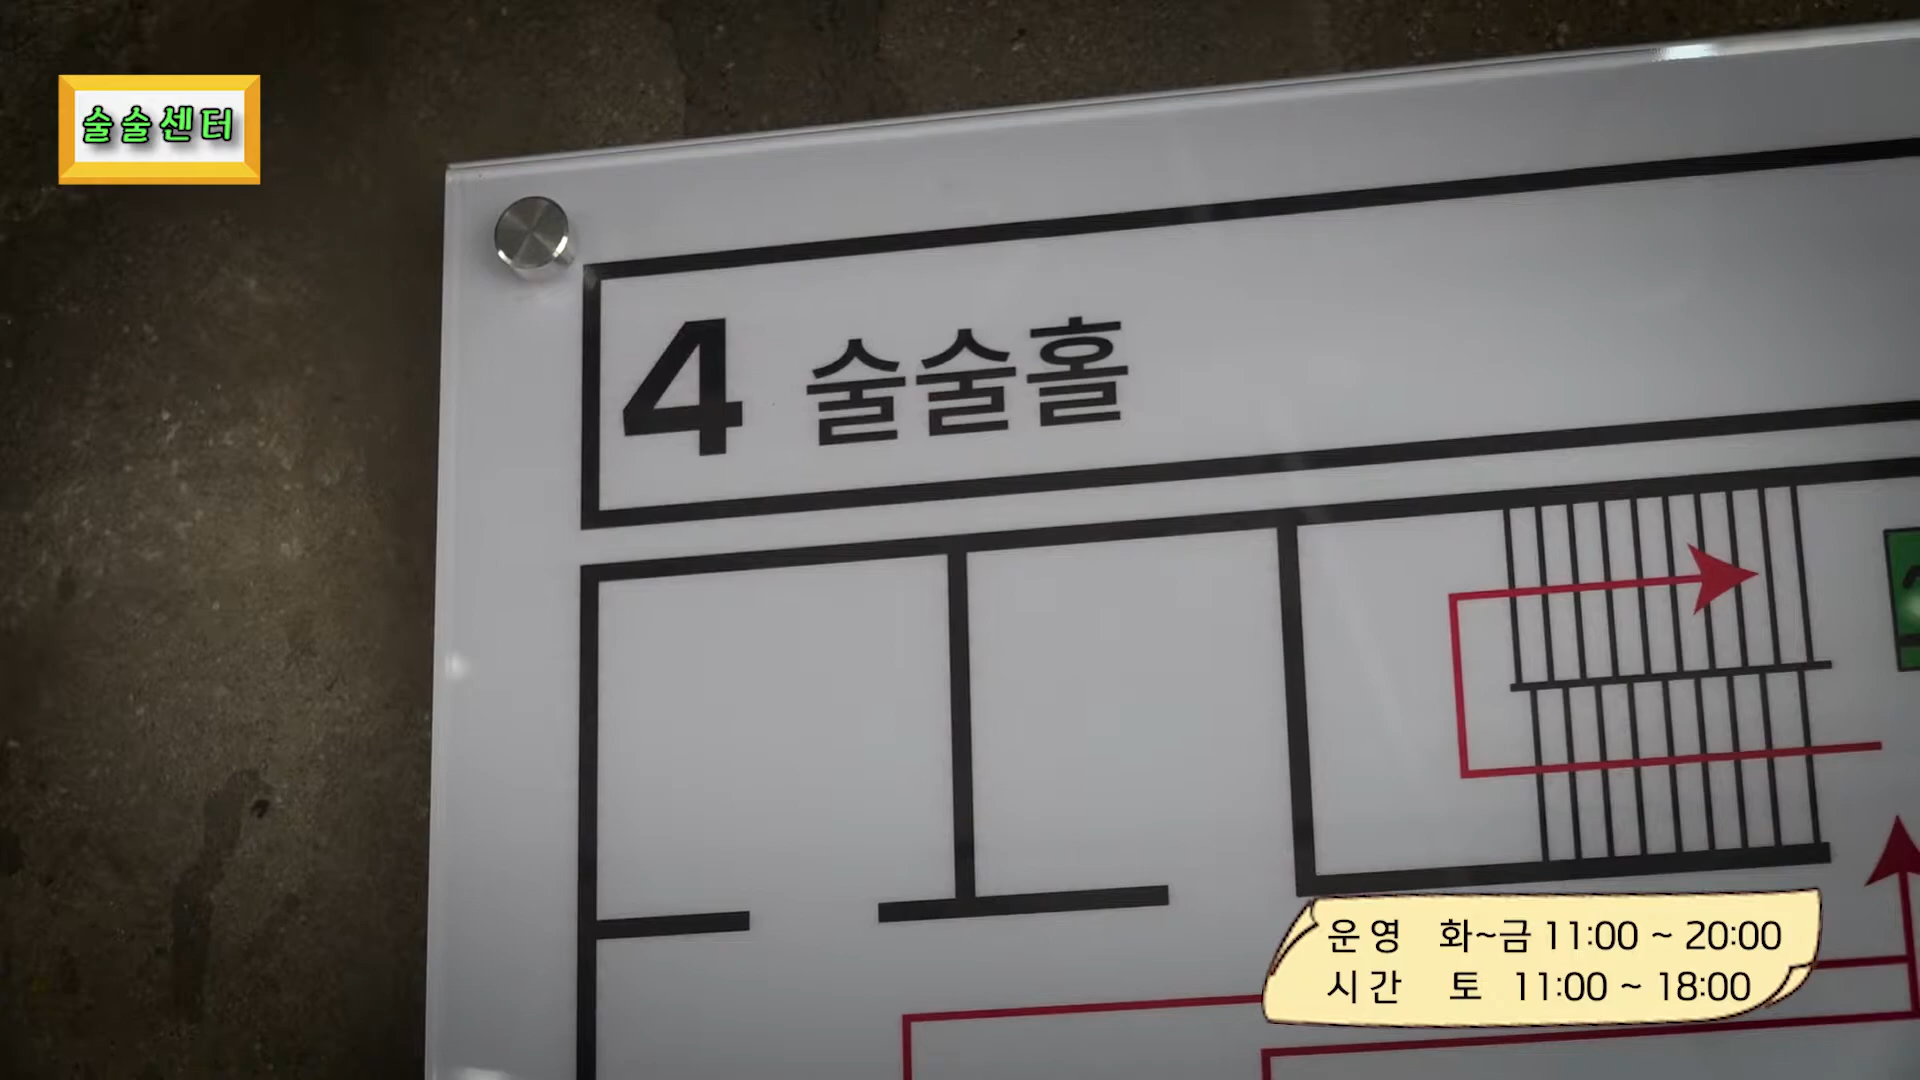 술술센터
4 술술홀
운영 화~금 11:00 ~ 20:00
시간 토 11:00 ~ 18:00